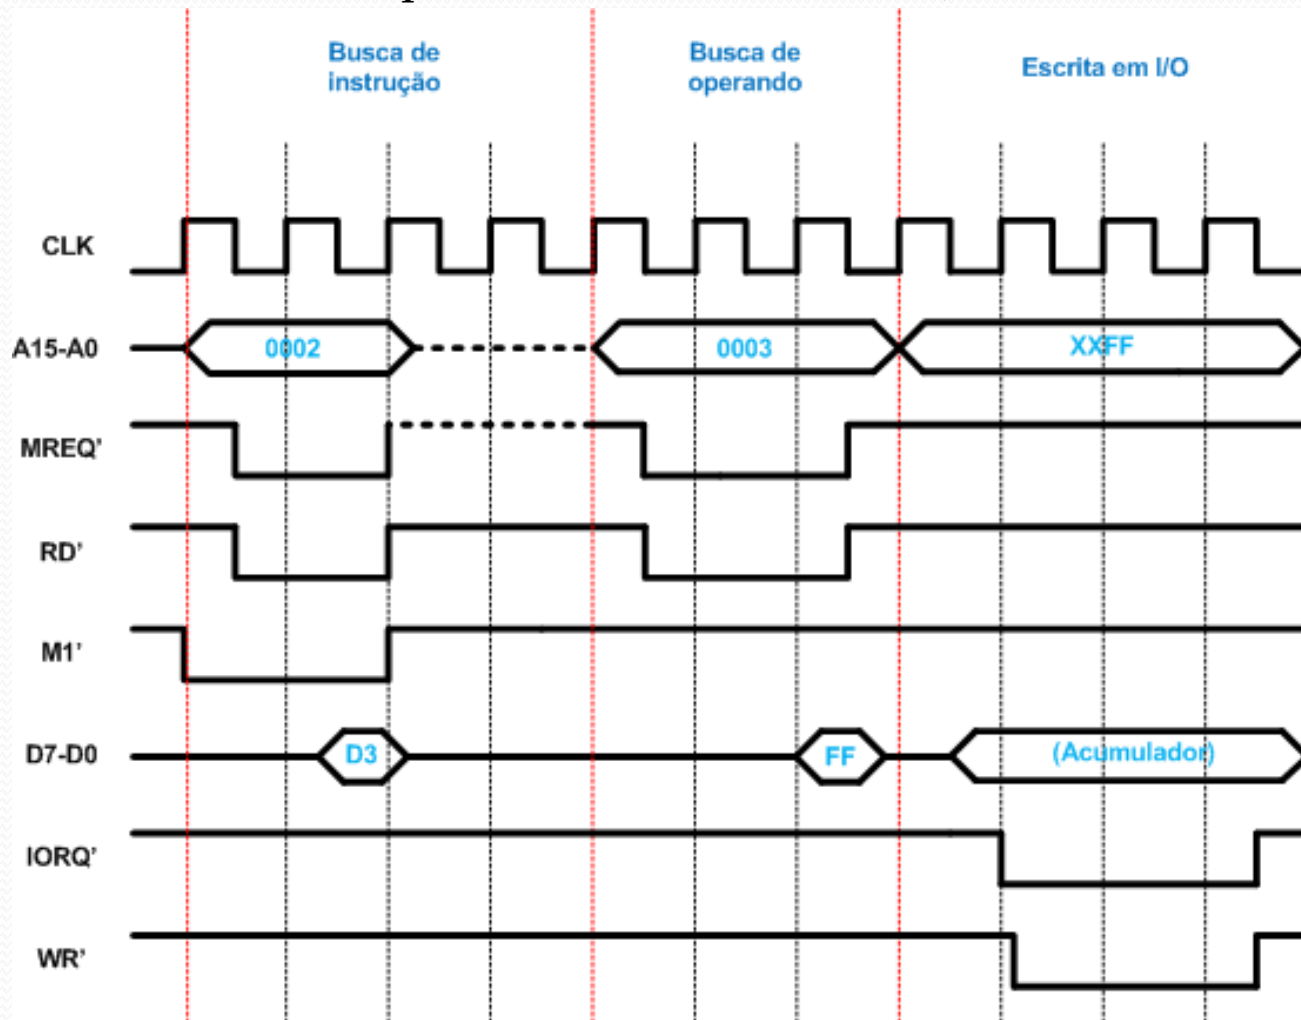 Busca de
instrução
Busca de
operando
Escrita em I/O
CLK
A15-A0
0002
0003
XXFF
MREQ’
RD’
M1’
D7-D0
D3
FF
(Acumulador)
IORQ’
WR’